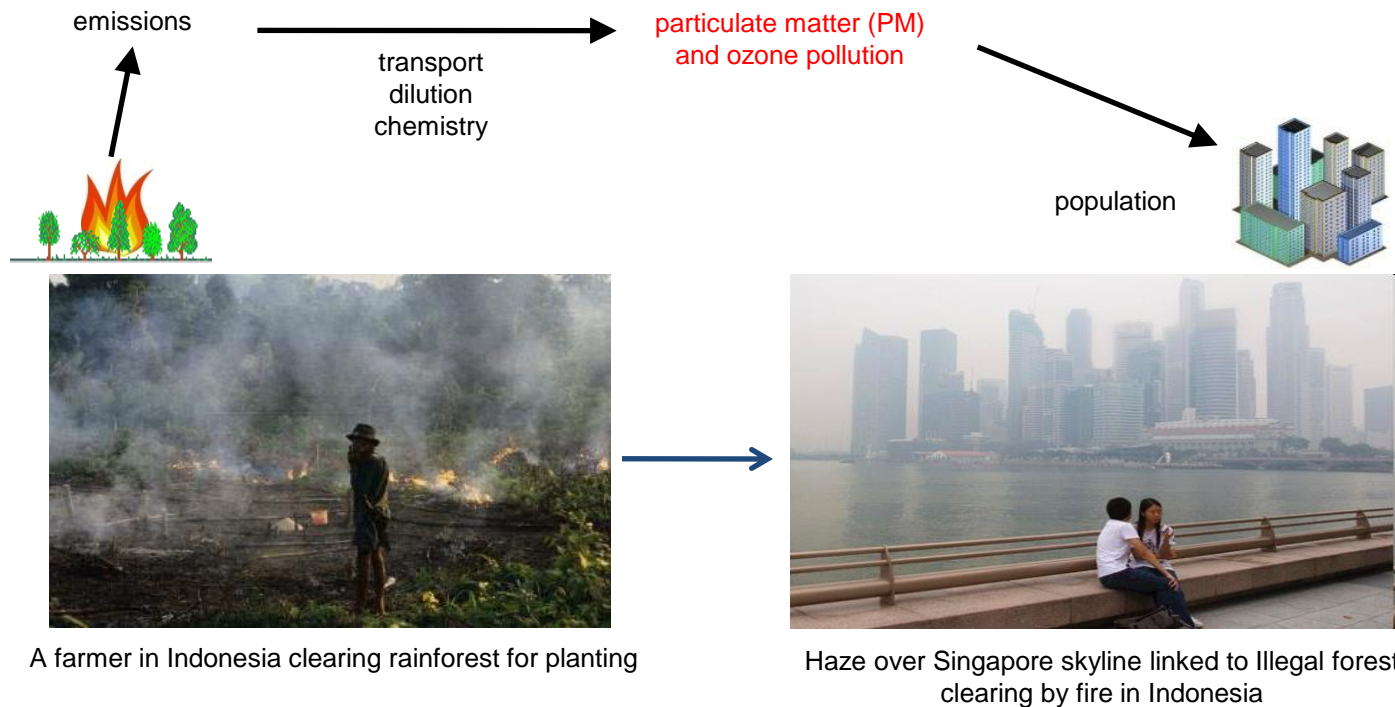 emissions
particulate matter (PM)
and ozone pollution
transport
dilution
chemistry
population
A farmer in Indonesia clearing rainforest for planting
Haze over Singapore skyline linked to Illegal forest
clearing by fire in Indonesia